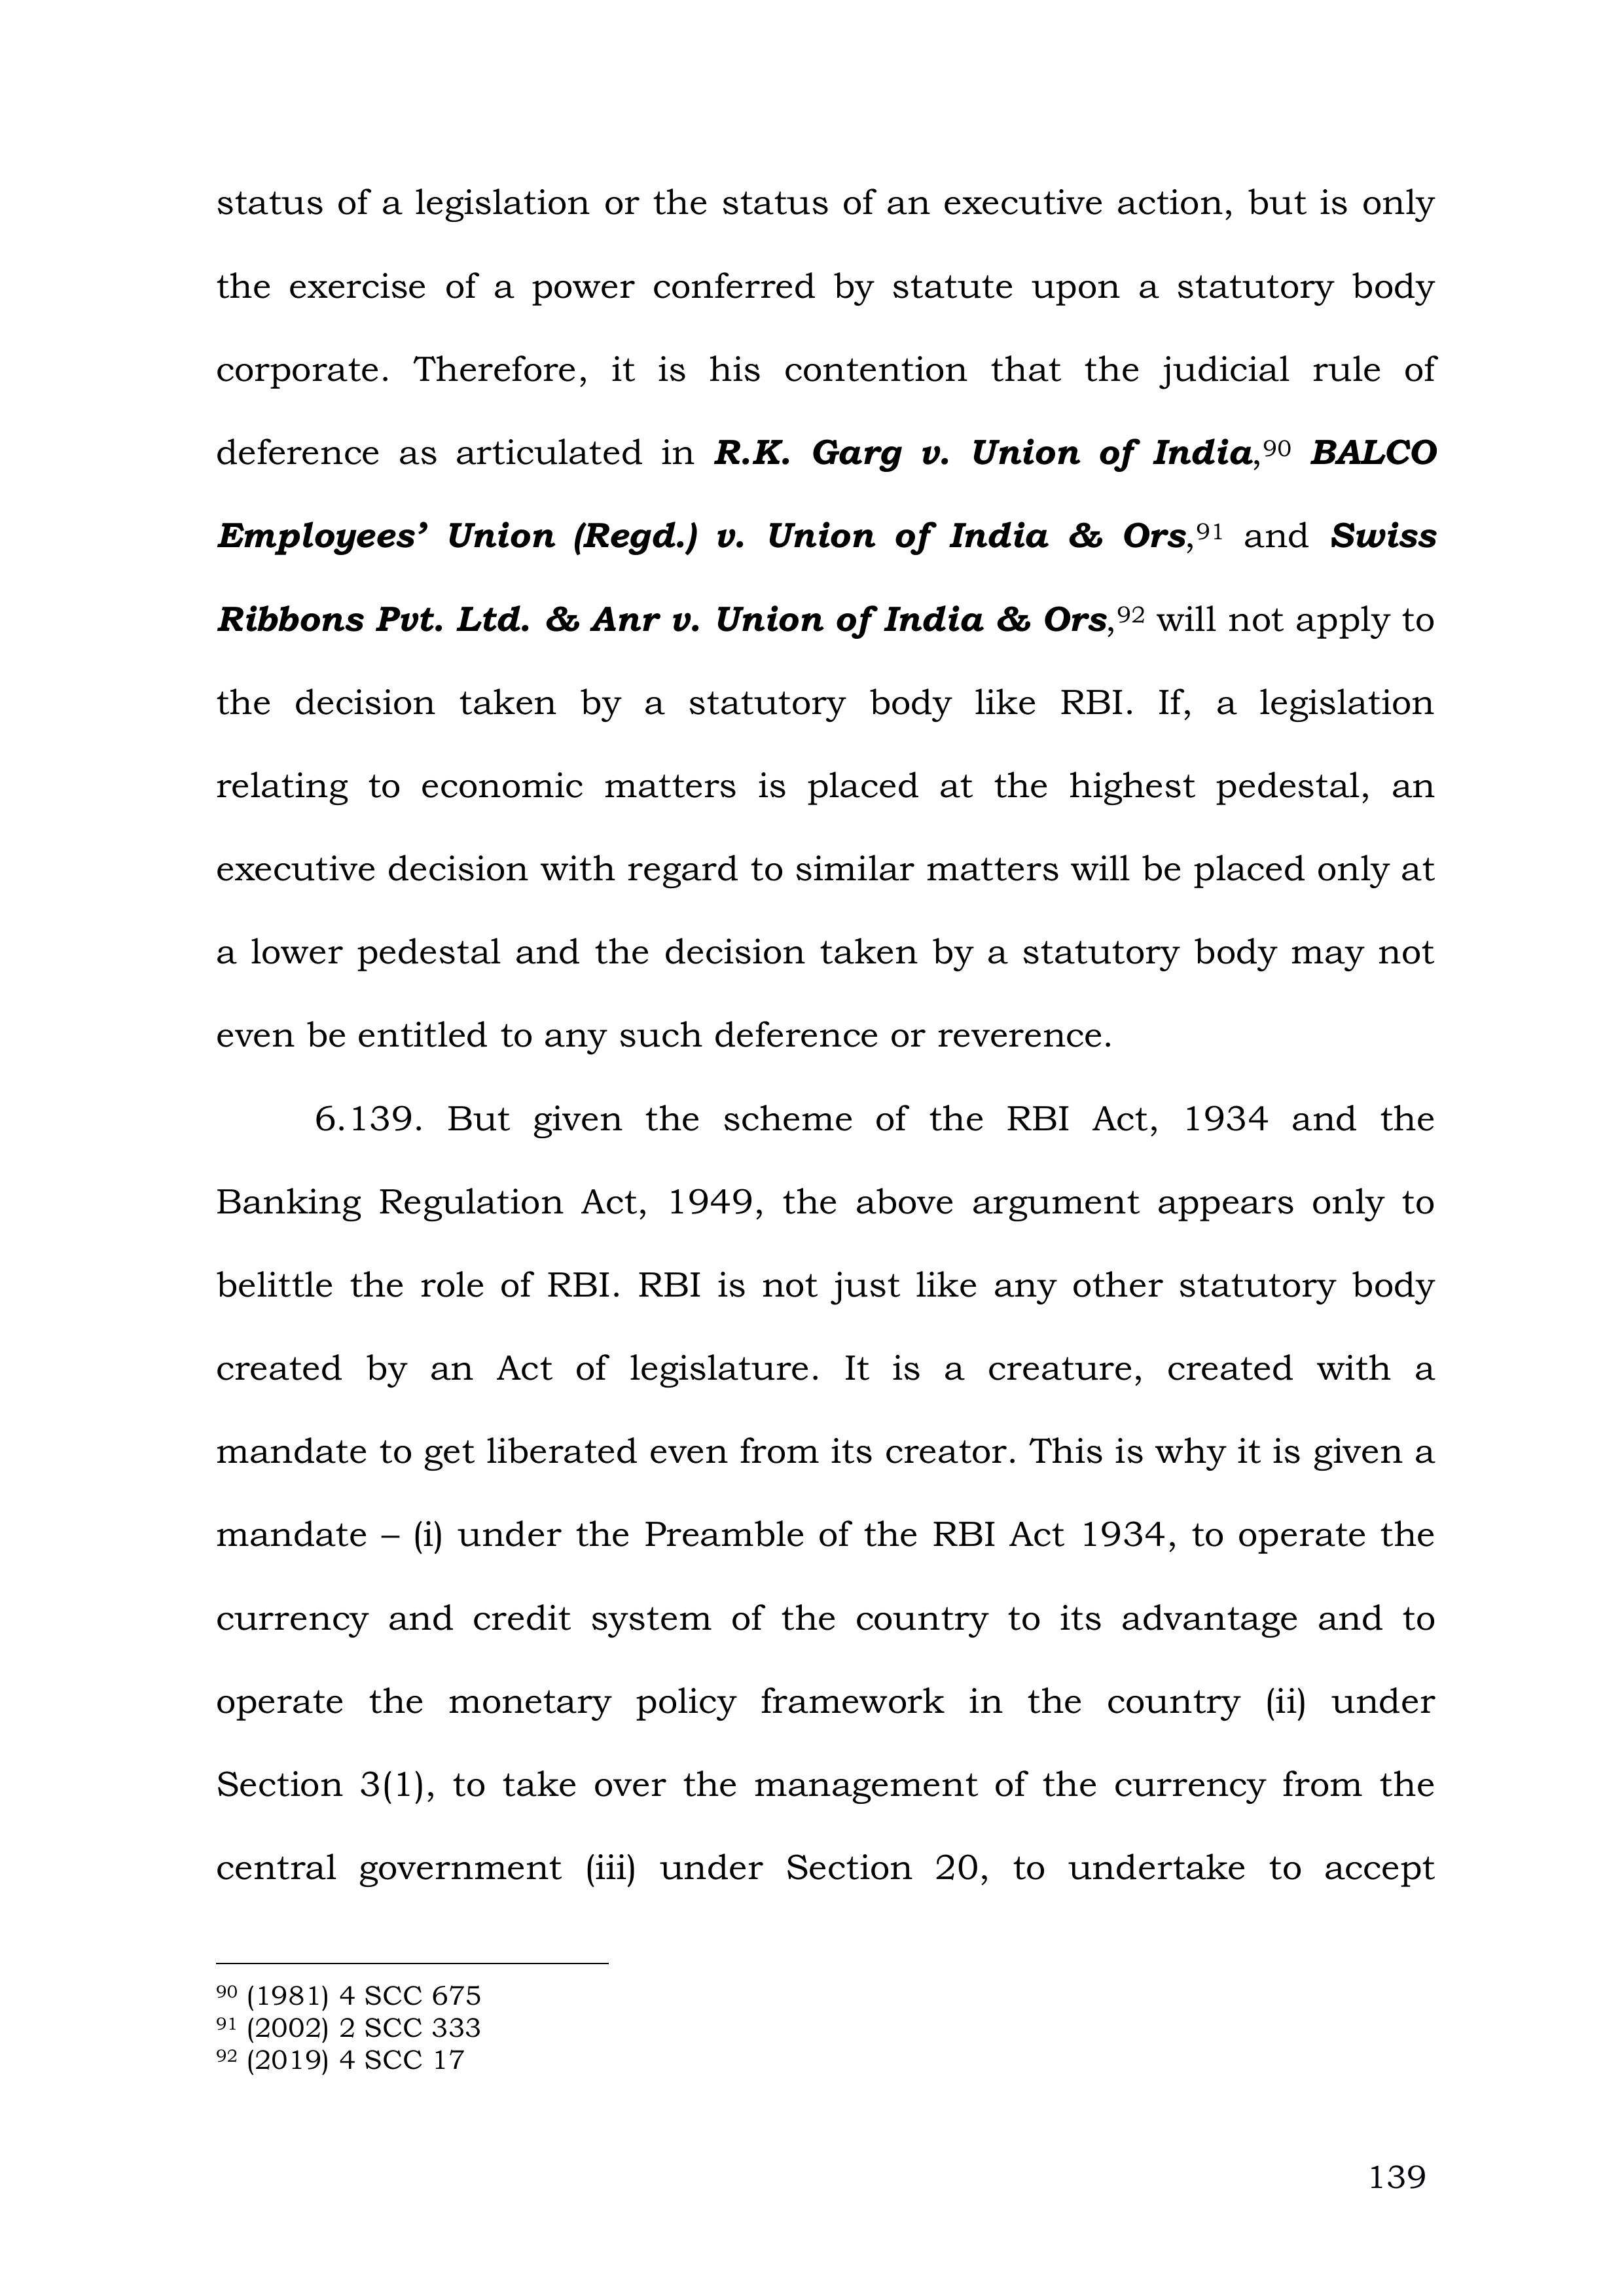 status of a legislation or the status of an executive action, but is only
the exercise of a power conferred by statute upon a statutory body
corporate. Therefore, it is his contention that the judicial rule of
deference as articulated in R.K. Garg v. Union of India,90 BALCO
Employees’ Union (Regd.) v. Union of India & Ors,91 and Swiss
Ribbons Pvt. Ltd. & Anr v. Union of India & Ors,92 will not apply to
the decision taken by a statutory body like RBI. If, a legislation
relating to economic matters is placed at the highest pedestal, an
executive decision with regard to similar matters will be placed only at
a lower pedestal and the decision taken by a statutory body may not
even be entitled to any such deference or reverence.
6.139. But given the scheme of the RBI Act, 1934 and the
Banking Regulation Act, 1949, the above argument appears only to
belittle the role of RBI. RBI is not just like any other statutory body
created by an Act of legislature. It is a creature, created with a
mandate to get liberated even from its creator. This is why it is given a
mandate – (i) under the Preamble of the RBI Act 1934, to operate the
currency and credit system of the country to its advantage and to
operate the monetary policy framework in the country (ii) under
Section 3(1), to take over the management of the currency from the
central government (iii) under Section 20, to undertake to accept
90 (1981) 4 SCC 675
91 (2002) 2 SCC 333
92 (2019) 4 SCC 17
139